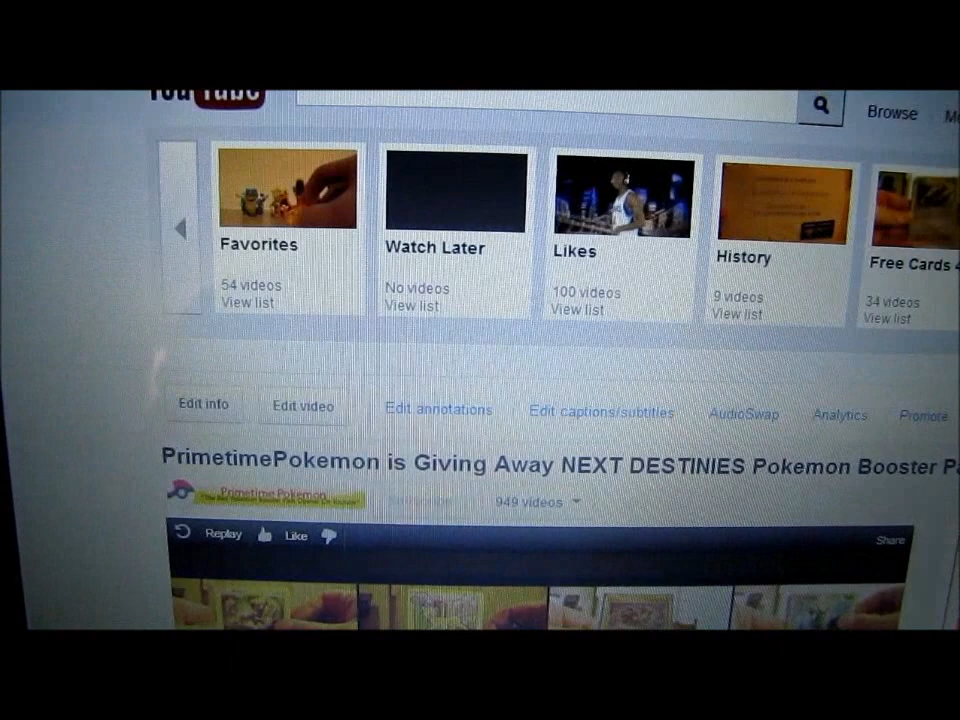 YouTube
Browse
Favorites
54 videos
View list
Watch Later
No videos
View list
Likes
100 videos
View list
History
9 videos
View list
Free Cards 4
34 videos
View list
Edit info Edit video Edit annotations Edit captions/subtitles AudioSwap Analytics Promote
PrimetimePokemon is Giving Away NEXT DESTINIES Pokemon Booster
Primetime Pokemon
949 videos
Replay Like Share